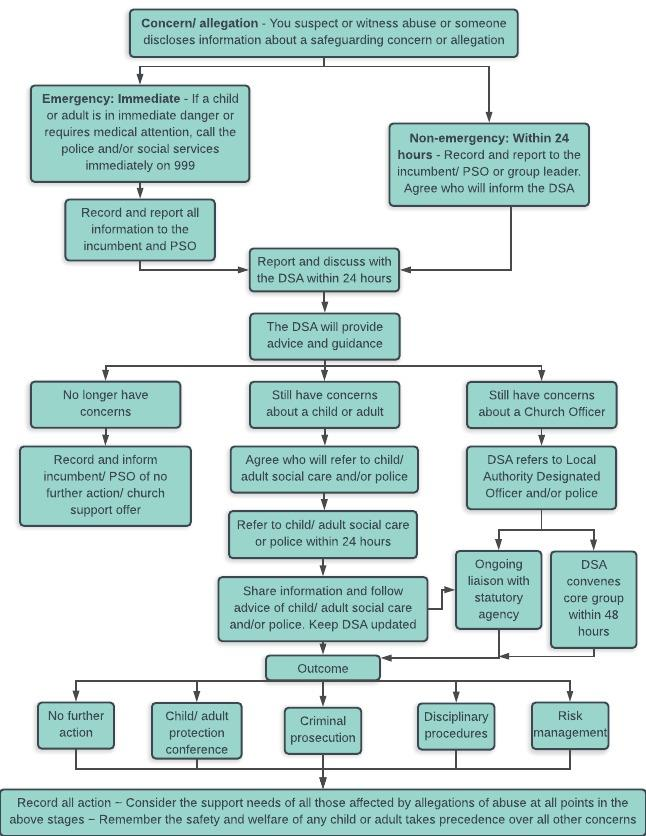 Concern/ allegation - You suspect or witness abuse or someone
discloses information about a safeguarding concern or allegation
Emergency: Immediate - If a child
or adult is in immediate danger or
requires medical attention, call the
police and/or social services
immediately on 999
Non-emergency: Within 24
hours - Record and report to the
incumbent/ PSO or group leader.
Agree who will inform the DSA
Record and report all
information to the
incumbent and PSO
Report and discuss with
the DSA within 24 hours
The DSA will provide
advice and guidance
No longer have
concerns
Still have concerns
about a child or adult
Still have concerns
about a Church Officer
Record and inform
incumbent/ PSO of no
further action/ church
support offer
Agree who will refer to child/
adult social care and/or police
DSA refers to Local
Authority Designated
Officer and/or police
Refer to child/ adult social care
or police within 24 hours
Share information and follow
advice of child/ adult social care
and/or police. Keep DSA updated
Ongoing
liaison with
statutory
agency
DSA
convenes
core group
within 48
hours
Outcome
No further
action
Child/ adult
protection
conference
Criminal
prosecution
Disciplinary
procedures
Risk
management
Record all action ~ Consider the support needs of all those affected by allegations of abuse at all points in the
above stages ~ Remember the safety and welfare of any child or adult takes precedence over all other concerns